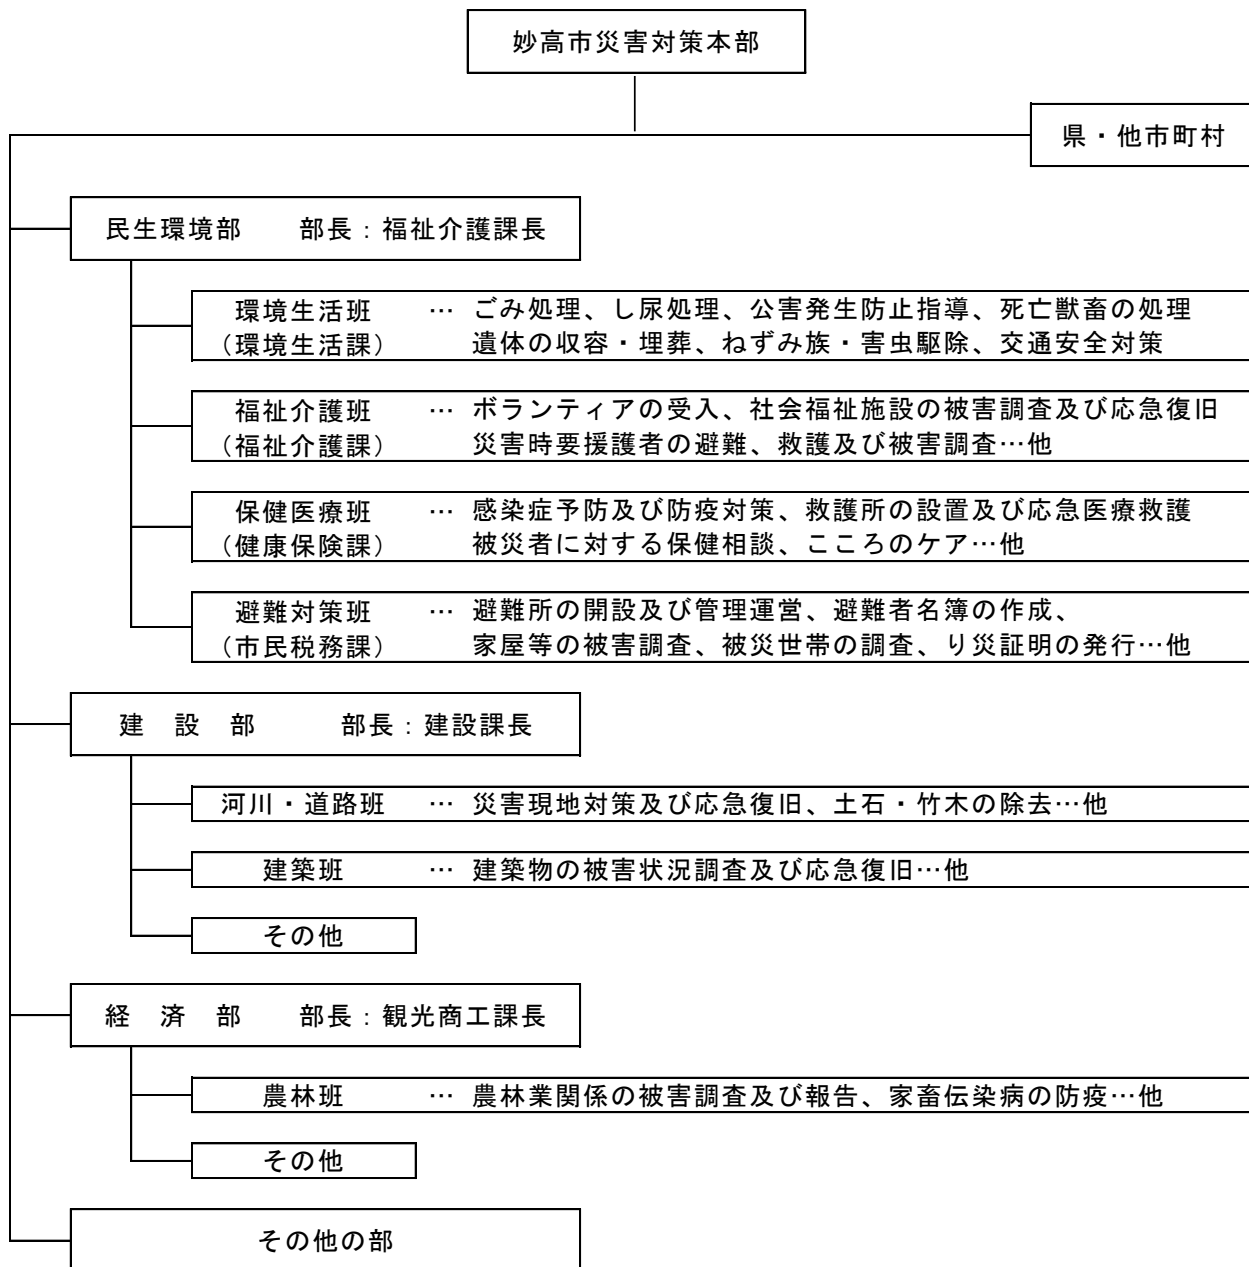 妙高市災害対策本部
県・他市町村
民生環境部　　部長：福祉介護課長
環境生活班　　… ごみ処理、し尿処理、公害発生防止指導、死亡獣畜の処理
（環境生活課）　　遺体の収容・埋葬、ねずみ族・害虫駆除、交通安全対策
福祉介護班　　… ボランティアの受入、社会福祉施設の被害調査及び応急復旧
（福祉介護課）　　災害時要援護者の避難、救護及び被害調査…他
保健医療班　　… 感染症予防及び防疫対策、救護所の設置及び応急医療救護
（健康保険課）　　被災者に対する保健相談、こころのケア…他
避難対策班　　… 避難所の開設及び管理運営、避難者名簿の作成、
（市民税務課）　　家屋等の被害調査、被災世帯の調査、り災証明の発行…他
建　設　部　　　部長：建設課長
河川・道路班　　… 災害現地対策及び応急復旧、土石・竹木の除去…他
建築班　　… 建築物の被害状況調査及び応急復旧…他
その他
経　済　部　　部長：観光商工課長
農林班　　… 農林業関係の被害調査及び報告、家畜伝染病の防疫…他
その他
その他の部